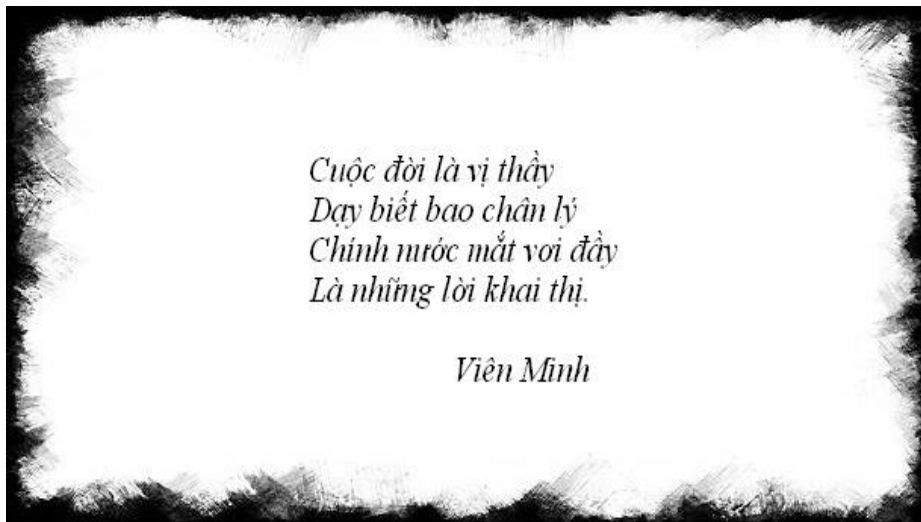 Cuộc đời là vị thầy
Dạy biết bao chân lý
Chính nước mắt vơi đầy
Là những lời khai thị.
Viên Minh